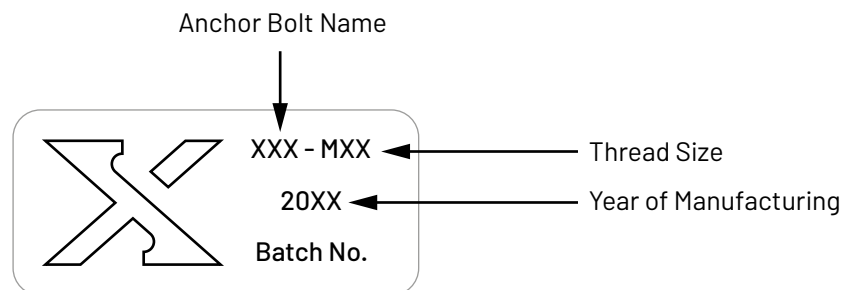 Anchor Bolt Name
XXX - MXX
Thread Size
20XX
Year of Manufacturing
Batch No.